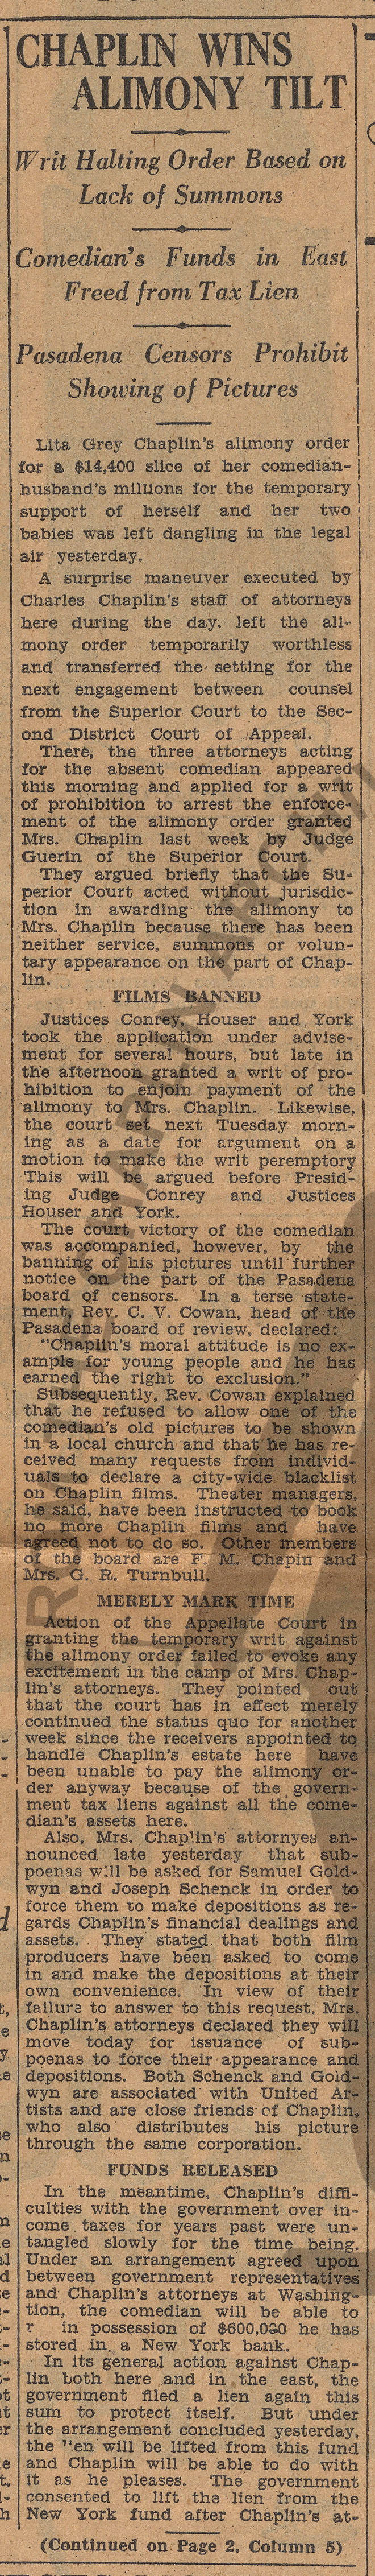 CHAPLIN WINS
ALIMONY TILT
Writ Halting Order Based on
Lack of Summons
Comedian's Funds in East
Freed from Tax Lien
Pasadena Censors Prohibit
Showing of Pictures
Lita Grey Chaplin's alimony order
for a $14,400 slice of her comedian-
husband's millions for the temporary
support of herself and her two
babies was left dangling in the legal
air yesterday.
A surprise maneuver executed by
Charles Chaplin's staff of attorneys
here during the day. left the ali-
mony order temporarily worthless
and transferred the setting for the
next engagement between counsel
from the Superior Court to the Sec-
ond District Court of Appeal.
There, the three attorneys acting
for the absent comedian appeared
this morning and applied for a writ
of prohibition to arrest the enforce-
ment of the alimony order granted
Mrs. Chaplin last week by Judge
Guerin of the Superior Court.
They argued briefly that the Su-
perior Court acted without jurisdic-
tion in awarding the alimony to
Mrs. Chaplin because there has been
neither service, summons or volun-
tary appearance on the part of Chap-
lin.
FILMS BANNED
Justices Conrey, Houser and York
took the application under advise-
ment for several hours, but late in
the afternoon granted a writ of pro-
hibition to enjoin payment of the
alimony to Mrs. Chaplin. Likewise,
the court set next Tuesday morn-
ing as a date for argument on a
motion to make the writ peremptory
This will be argued before Presid-
ing Judge Conrey and Justices
Houser and York.
The court victory of the comedian
was accompanied, however, by the
banning of his pictures until further
notice on the part of the Pasadena
board of censors. In a terse state-
ment, Rev. C. V. Cowan, head of the
Pasadena board of review, declared:
"Chaplin's moral attitude is no ex-
ample for young people and he has
earned the right to exclusion."
Subsequently, Rev. Cowan explained
that he refused to allow one of the
comedian's old pictures to be shown
in a local church and that he has re-
ceived many requests from individ-
uals to declare a city-wide blacklist
on Chaplin films. Theater managers,
he said, have been instructed to book
no more Chaplin films and have
agreed not to do so. Other members
of the board are F. M. Chapin and
Mrs. G. R. Turnbull.
MERELY MARK TIME
Action of the Appellate Court in
granting the temporary writ against
the alimony order failed to evoke any
excitement in the camp of Mrs. Chap-
lin's attorneys. They pointed out
that the court has in effect merely
continued the status quo for another
week since the receivers appointed to
handle Chaplin's estate here have
been unable to pay the alimony or-
der anyway because of the govern-
ment tax liens against all the come-
dian's assets here.
Also, Mrs. Chaplin's attornyes an-
nounced late yesterday that sub-
poenas will be asked for Samuel Gold-
wyn and Joseph Schenck in order to
force them to make depositions as re-
gards Chaplin's financial dealings and
assets. They stated that both film
producers have been asked to come
in and make the depositions at their
own convenience. In view of their
failure to answer to this request, Mrs.
Chaplin's attorneys declared they will
move today for issuance of sub-
poenas to force their appearance and
depositions. Both Schenck and Gold-
wyn are associated with United Ar-
tists and are close friends of Chaplin,
who also distributes his picture
through the same corporation.
FUNDS RELEASED
In the meantime, Chaplin's diffi-
culties with the government over in-
come taxes for years past were un-
tangled slowly for the time being.
Under an arrangement agreed upon
between government representatives
and Chaplin's attorneys at Washing-
tion, the comedian will be able to
r in possession of $600,000 he has
stored in a New York bank.
In its general action against Chap-
lin both here and in the east, the
government filed a lien again this
sum to protect itself. But under
the arrangement concluded yesterday,
the "en will be lifted from this fund
and Chaplin will be able to do with
it as he pleases. The government
consented to lift the lien from the
New York fund after Chaplin's at-
(Continued on Page 2, Column 5)